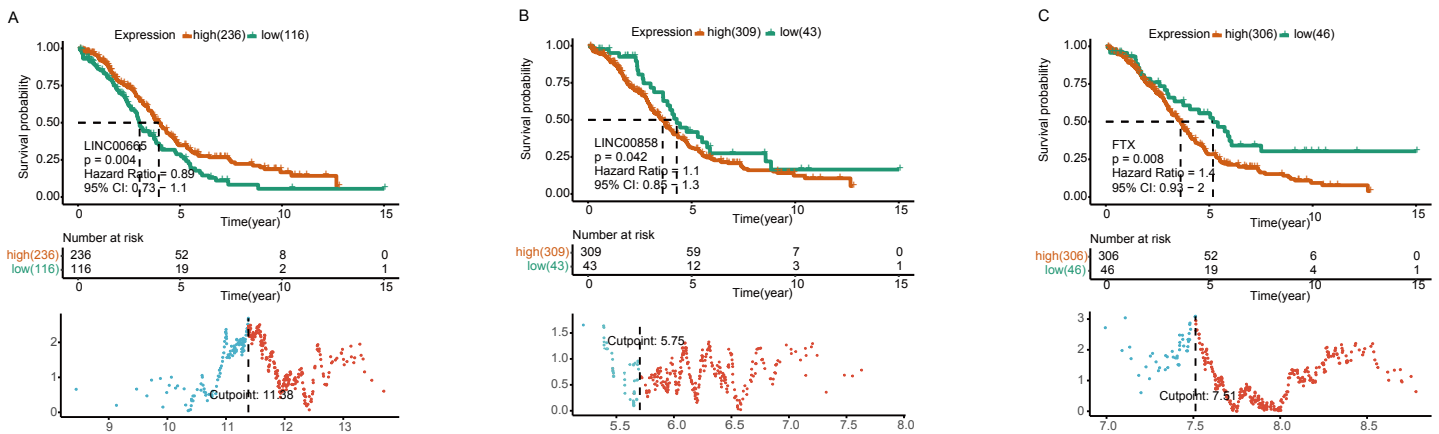 A
Expression high(236) low(116)
1.00
0.75
0.50
0.25
0.00
Survival probability
LINC00665
p = 0.004
Hazard Ratio = 0.89
95% CI: 0.73 − 1.1
0 5 10 15
Time(year)
Number at risk
high(236) 236 52 8 0
low(116) 116 19 2 1
0 5 10 15
Time(year)
2
1
0
Cutpoint: 11.38
9 10 11 12 13
B
Expression high(309) low(43)
1.00
0.75
0.50
0.25
0.00
Survival probability
LINC00858
p = 0.042
Hazard Ratio = 1.1
95% CI: 0.85 − 1.3
0 5 10 15
Time(year)
Number at risk
high(309) 309 59 7 0
low(43) 43 12 3 1
0 5 10 15
Time(year)
1.5
1.0
0.5
0.0
Cutpoint: 5.75
5.5 6.0 6.5 7.0 7.5 8.0
C
Expression high(306) low(46)
1.00
0.75
0.50
0.25
0.00
Survival probability
FTX
p = 0.008
Hazard Ratio = 1.4
95% CI: 0.93 − 2
0 5 10 15
Time(year)
Number at risk
high(306) 306 52 6 0
low(46) 46 19 4 1
0 5 10 15
Time(year)
3
2
1
0
Cutpoint: 7.51
7.0 7.5 8.0 8.5